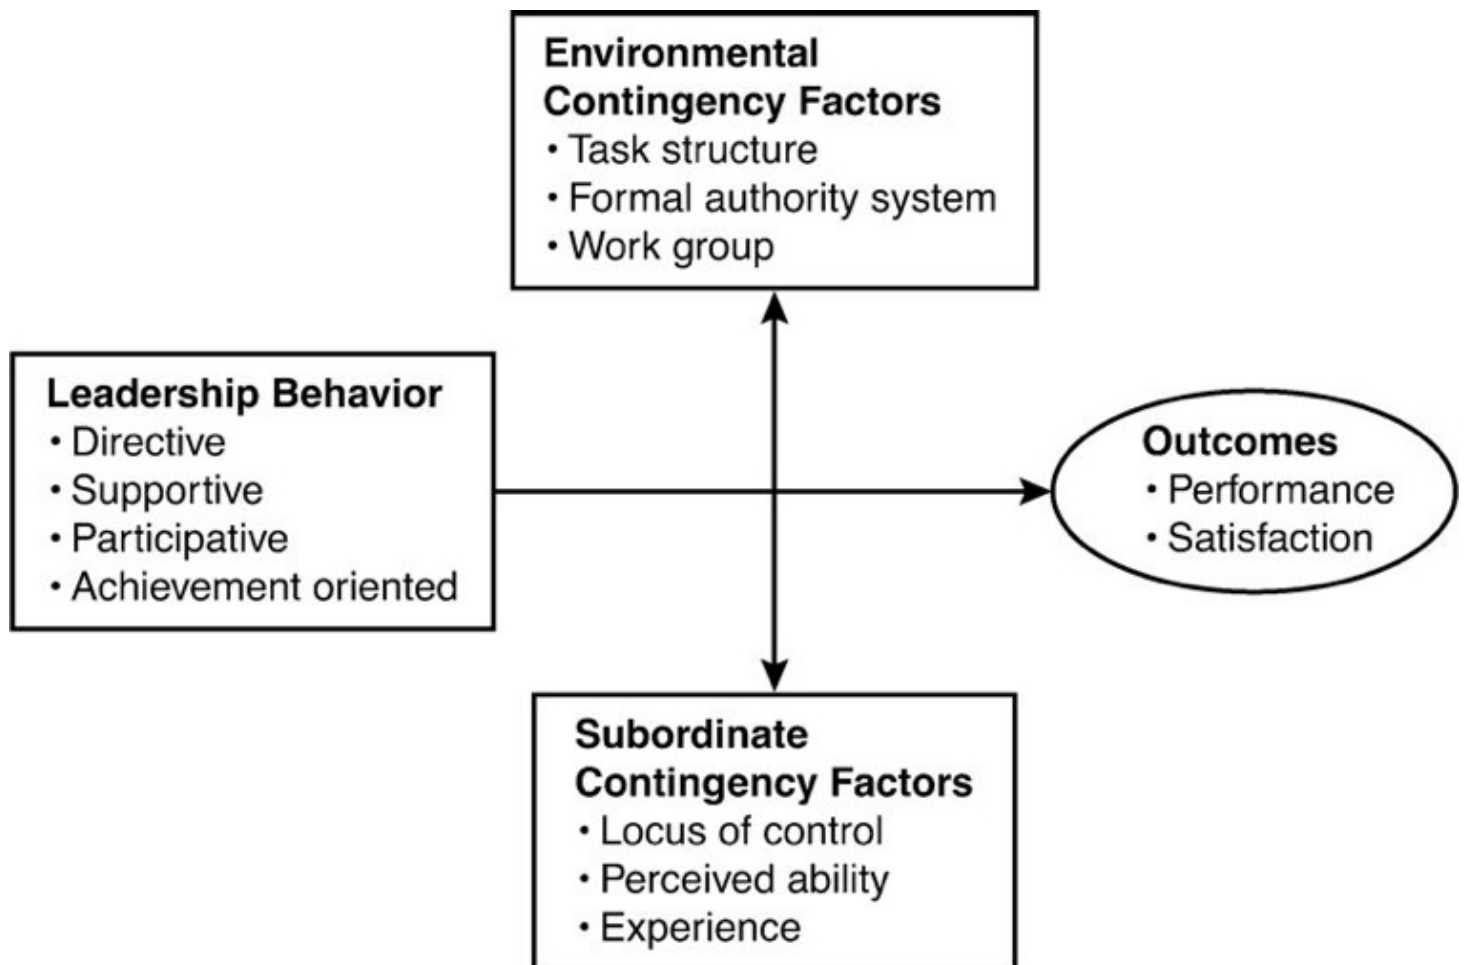 Environmental
Contingency Factors
• Task structure
• Formal authority system
• Work group
Leadership Behavior
• Directive
• Supportive
• Participative
• Achievement oriented
Outcomes
• Performance
• Satisfaction
Subordinate
Contingency Factors
• Locus of control
• Perceived ability
• Experience